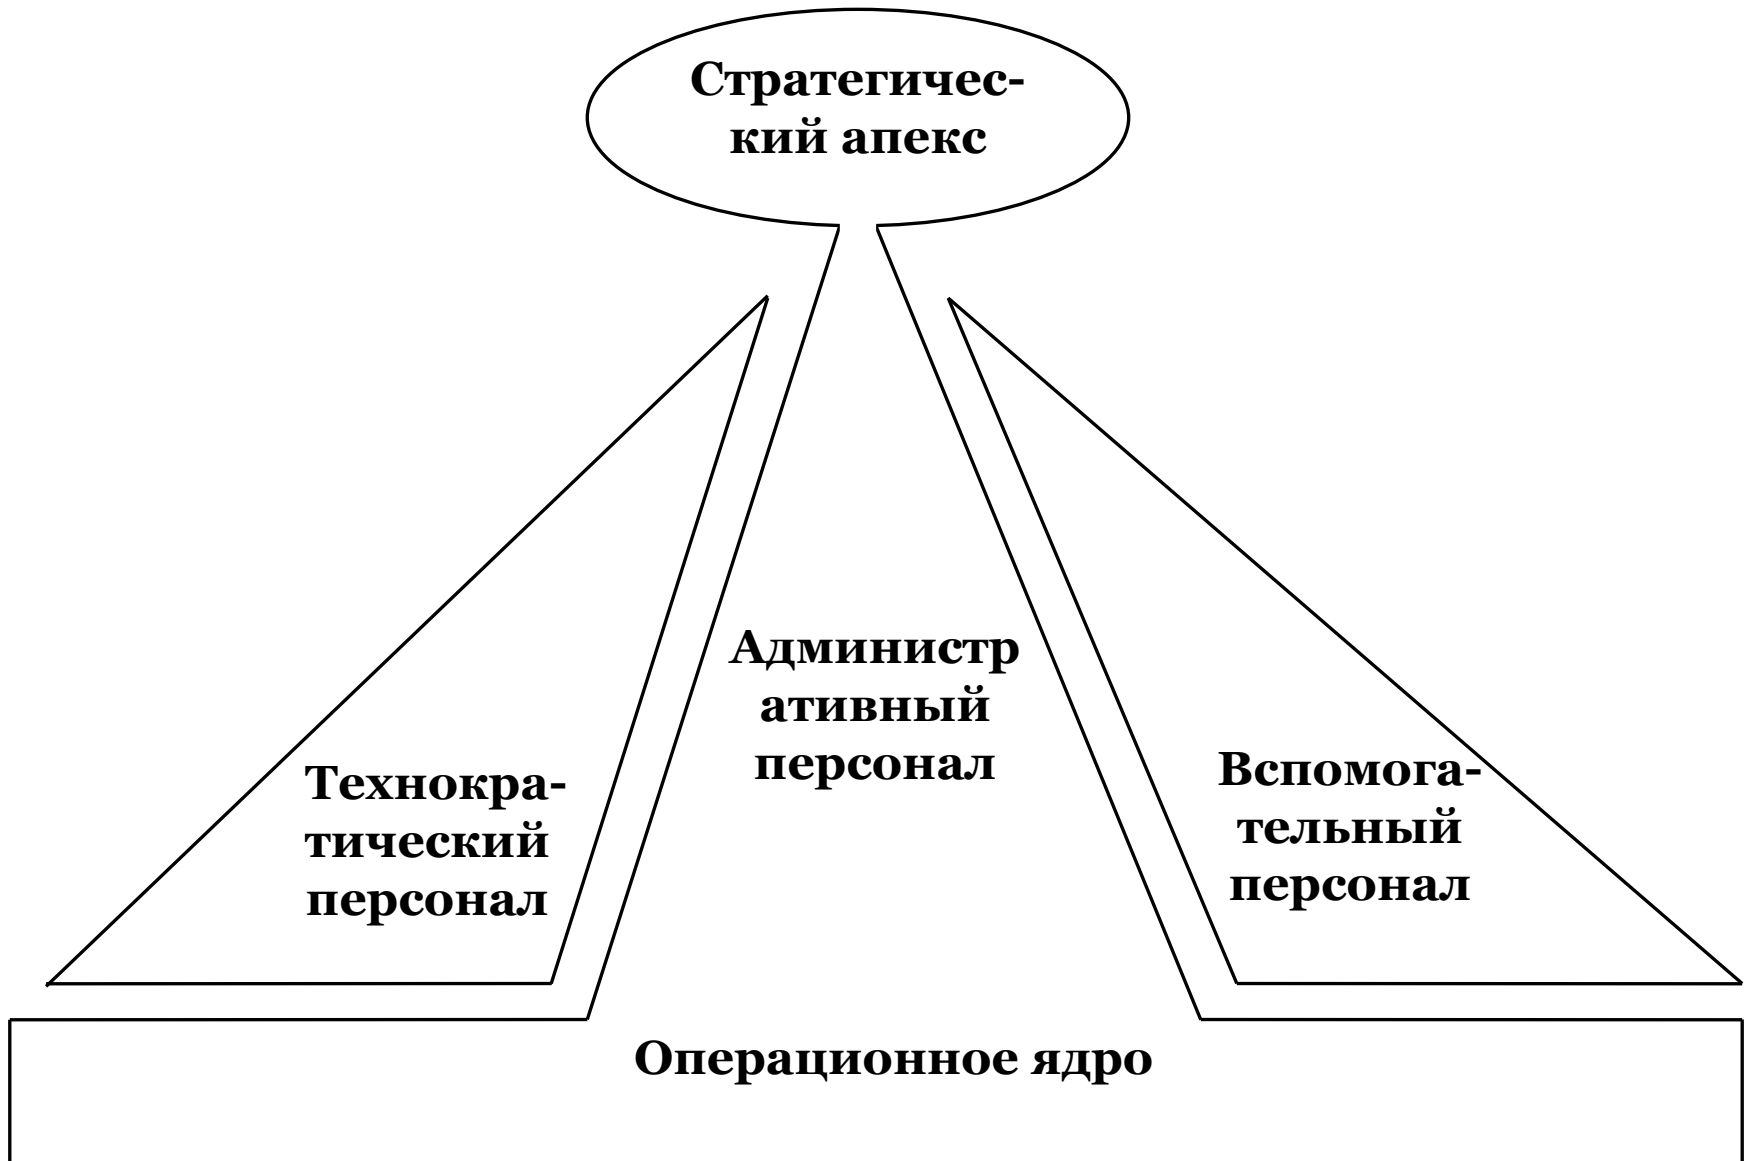 Стратегичес-
кий апекс
Администр
ативный
персонал
Технокра-
тический
персонал
Вспомога-
тельный
персонал
Операционное ядро